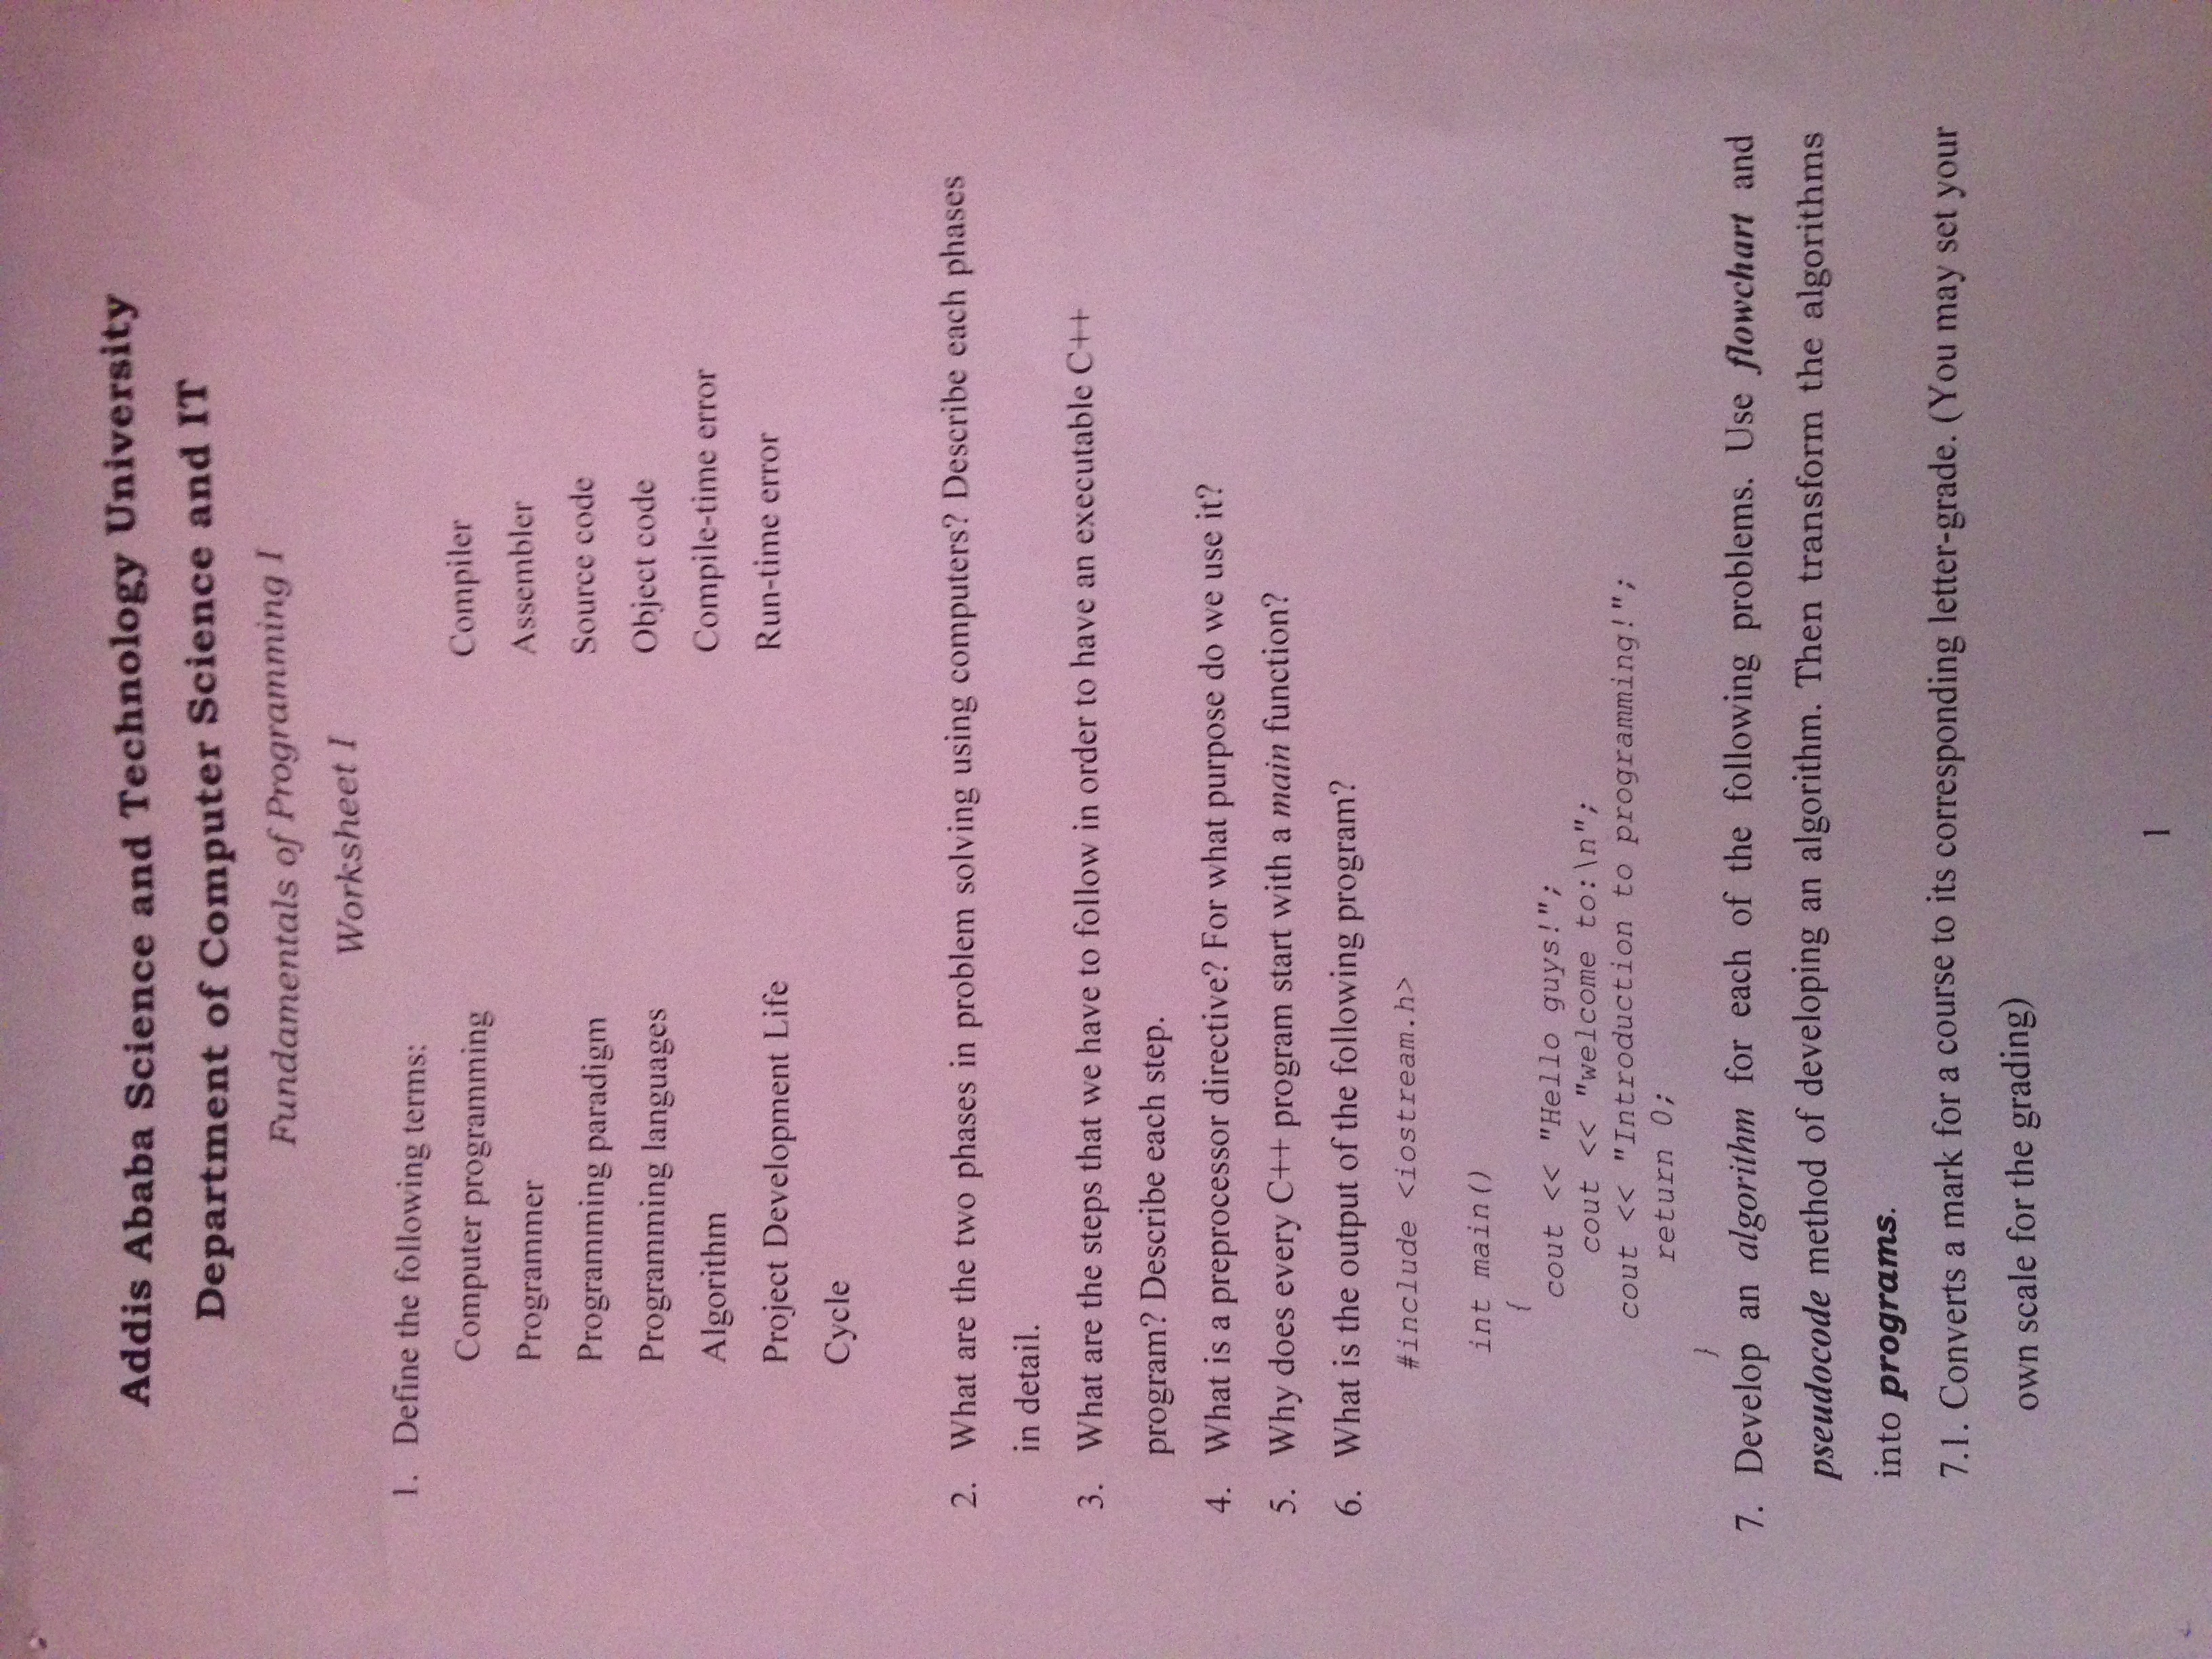 Addis Ababa Science and Technology University
Department of Computer Science and IT
Fundamentals of Programming I
Worksheet I
1. Define the following terms:
Computer programming
Programmer
Programming paradigm
Programming languages
Algorithm
Project Development Life
Cycle
Compiler
Assembler
Source code
Object code
Compile-time error
Run-time error
2. What are the two phases in problem solving using computers? Describe each phases
in detail.
3. What are the steps that we have to follow in order to have an executable C++
program? Describe each step.
4. What is a preprocessor directive? For what purpose do we use it?
5. Why does every C++ program start with a main function?
6. What is the output of the following program?
#include <iostream.h>
int main()
{
cout << "Hello guys!";
cout << "welcome to:\n";
cout << "Introduction to programming!";
return 0;
}
7. Develop an algorithm for each of the following problems. Use flowchart and
pseudocode method of developing an algorithm. Then transform the algorithms
into programs.
7.1. Converts a mark for a course to its corresponding letter-grade. (You may set your
own scale for the grading)
1